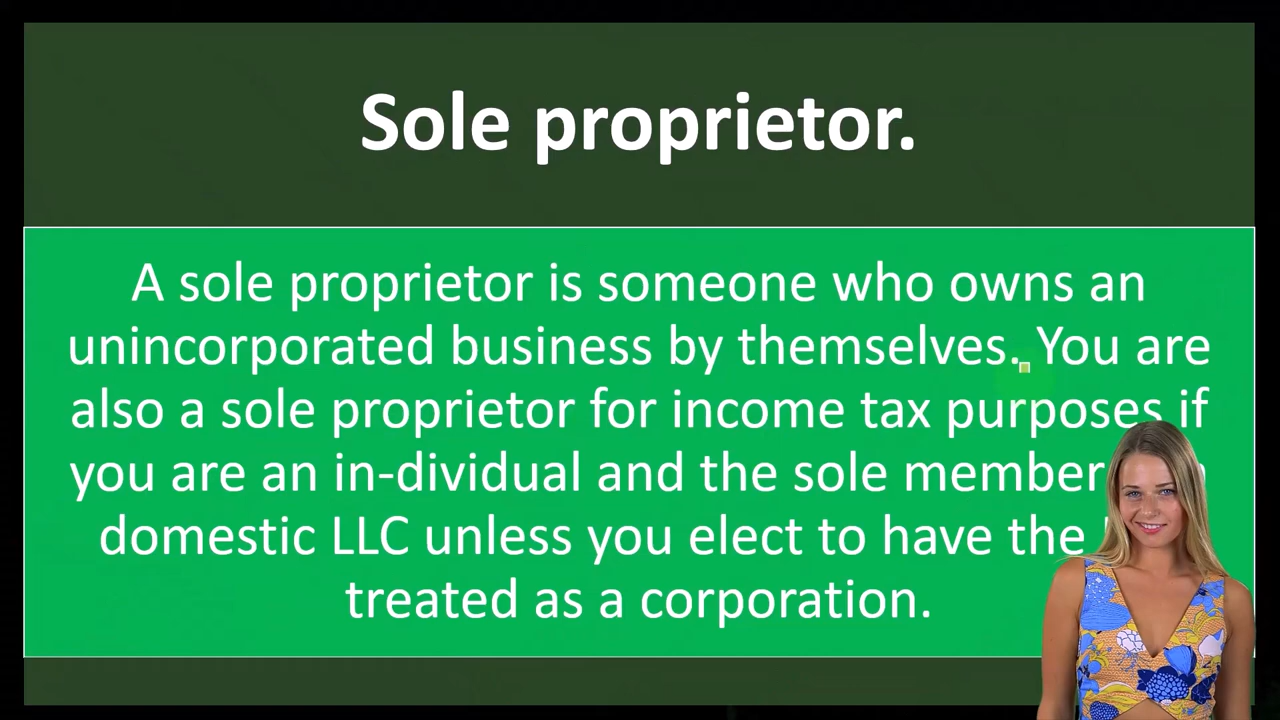 Sole proprietor.
A sole proprietor is someone who owns an
unincorporated business by themselves. You are
also a sole proprietor for income tax purposes if
you are an in-dividual and the sole member
domestic LLC unless you elect to have the
treated as a corporation.